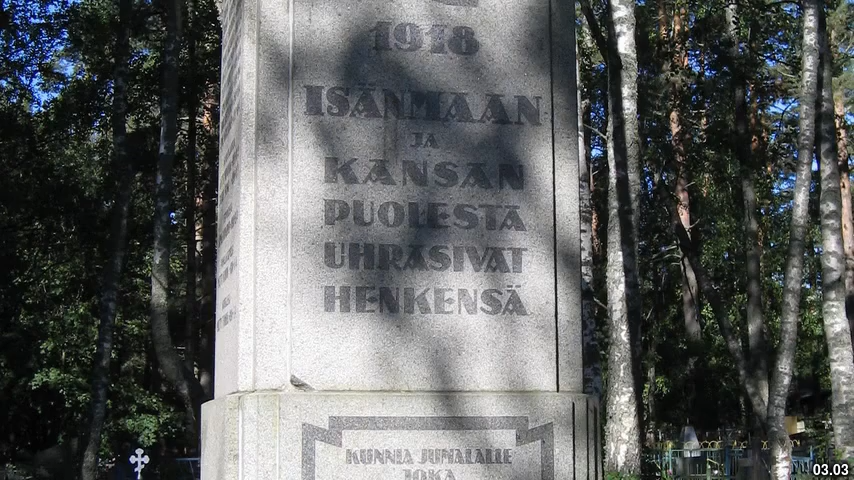 1918
ISÄNMAAN
JA
KANSAN
PUOLESTA
UHRASIVAT
HENKENSÄ
KUNNIA JUMALALLE
JOKA
03.03